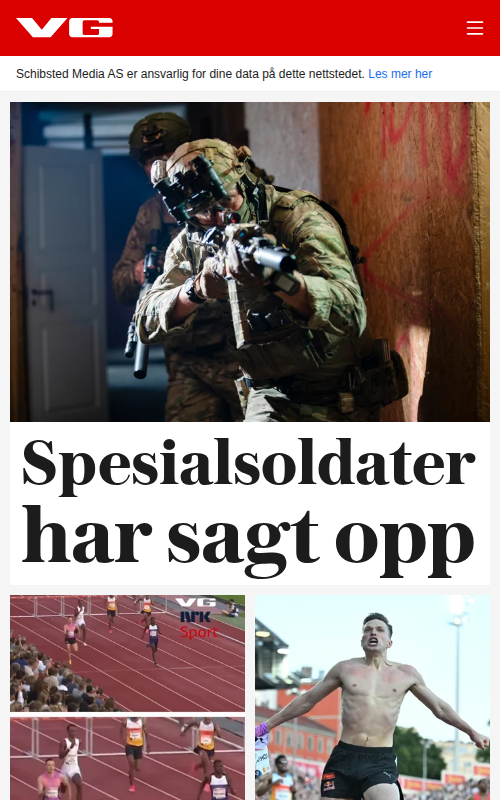 VG
Schibsted Media AS er ansvarlig for dine data på dette nettstedet. Les mer her
Spesialsoldater
har sagt opp
VG
nrk
Sport